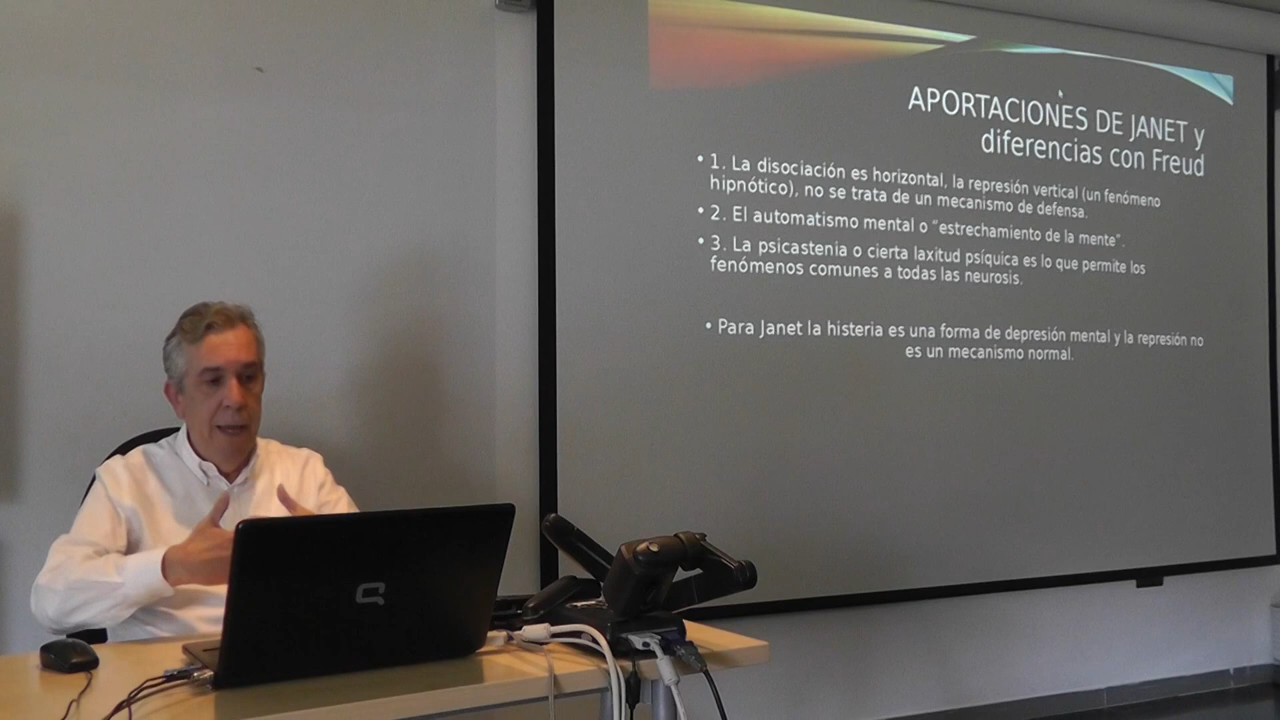 APORTACIONES DE JANET y
diferencias con Freud
• 1. La disociación es horizontal, la represión vertical (un fenómeno
hipnótico), no se trata de un mecanismo de defensa.
• 2. El automatismo mental o “estrechamiento de la mente”.
• 3. La psicastenia o cierta laxitud psíquica es lo que permite los
fenómenos comunes a todas las neurosis.
• Para Janet la histeria es una forma de depresión mental y la represión no
es un mecanismo normal.